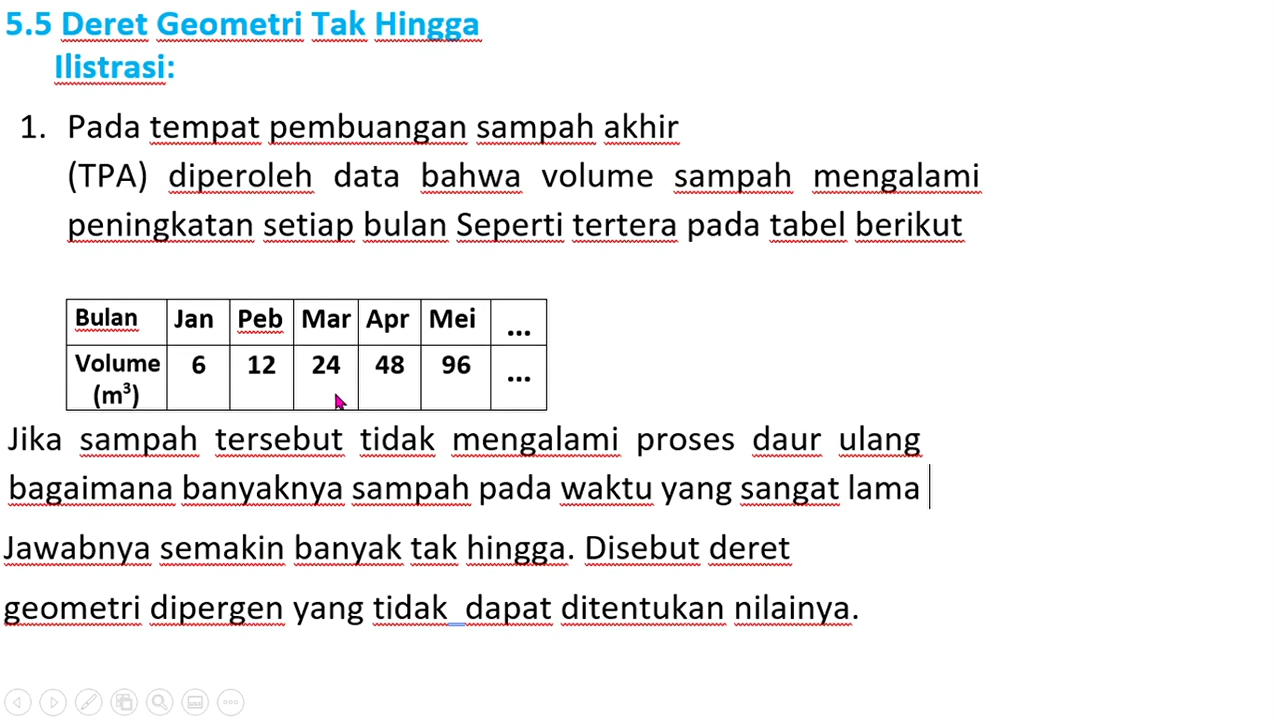 5.5 Deret Geometri Tak Hingga
Ilistrasi:
1. Pada tempat pembuangan sampah akhir
(TPA) diperoleh data bahwa volume sampah mengalami
peningkatan setiap bulan Seperti tertera pada tabel berikut
Bulan Jan Peb Mar Apr Mei ...
Volume 6 12 24 48 96 ...
(m³)
Jika sampah tersebut tidak mengalami proses daur ulang
bagaimana banyaknya sampah pada waktu yang sangat lama
Jawabnya semakin banyak tak hingga. Disebut deret
geometri dipergen yang tidak dapat ditentukan nilainya.